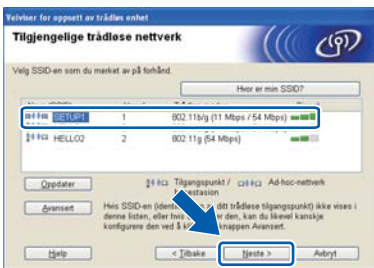 Veiviser for oppsett av trådløs enhet
Tilgjengelige trådløse nettverk
Velg SSID-en som du merket av på forhånd.
Hvor er min SSID?
SETUP1 1 802.11b/g (11 Mbps / 54 Mbps)
HELLO2 2 802.11g (54 Mbps)
Oppdater Tilgangspunkt / Ad-hoc-nettverk
Avansert
Hvis SSID-en ditt trådløse tilgangspunkt) ikke vises i
denne listen, eller hvis den, kan du likevel kanskje
konfigurere den ved å knappen Avansert.
Hjelp < Tilbake Neste > Avbryt